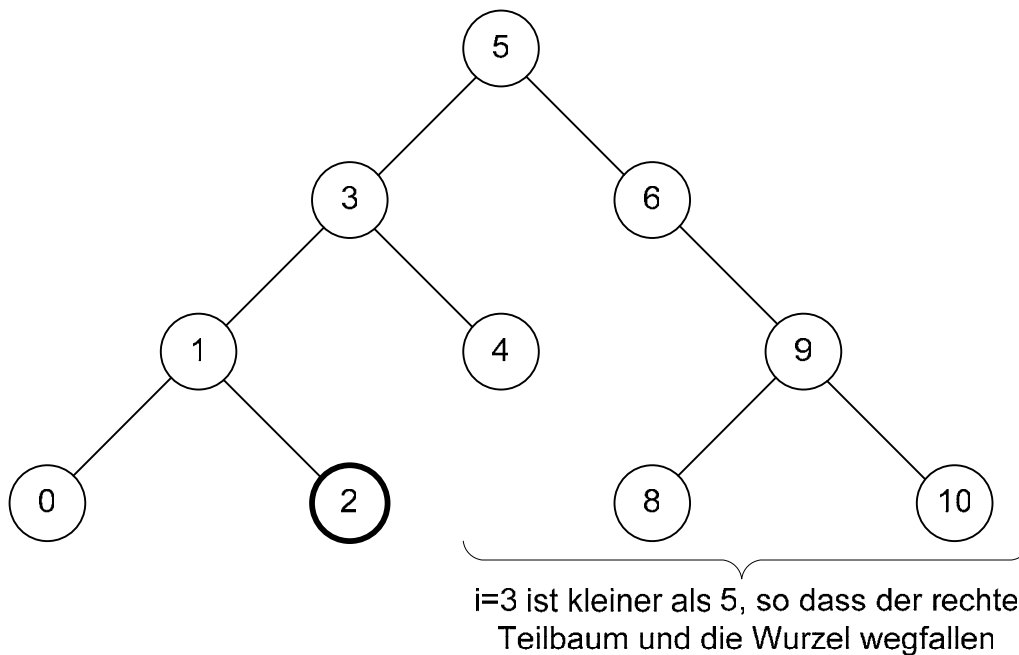 5
3 6
1 4 9
0 2 8 10
i=3 ist kleiner als 5, so dass der rechte
Teilbaum und die Wurzel wegfallen